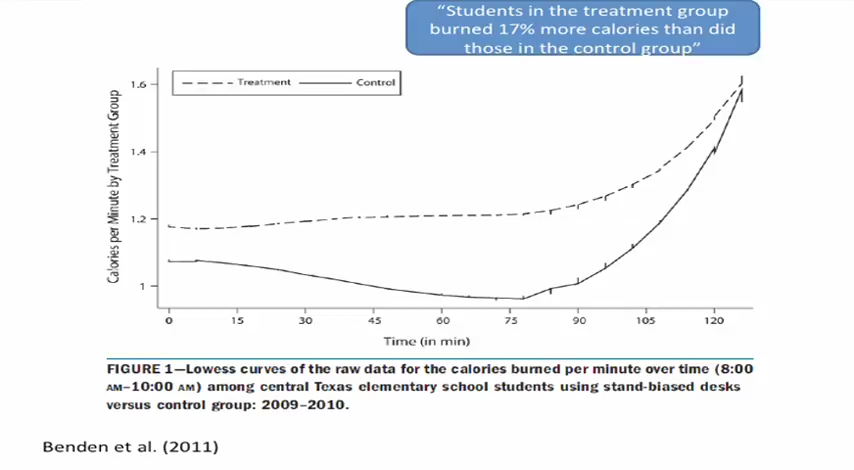 “Students in the treatment group
burned 17% more calories than did
those in the control group”
Calories per Minute by Treatment Group
1.6
1.4
1.2
1
Treatment
Control
0 15 30 45 60 75 90 105 120
Time (in min)
FIGURE 1—Lowess curves of the raw data for the calories burned per minute over time (8:00
AM–10:00 AM) among central Texas elementary school students using stand-biased desks
versus control group: 2009–2010.
Benden et al. (2011)